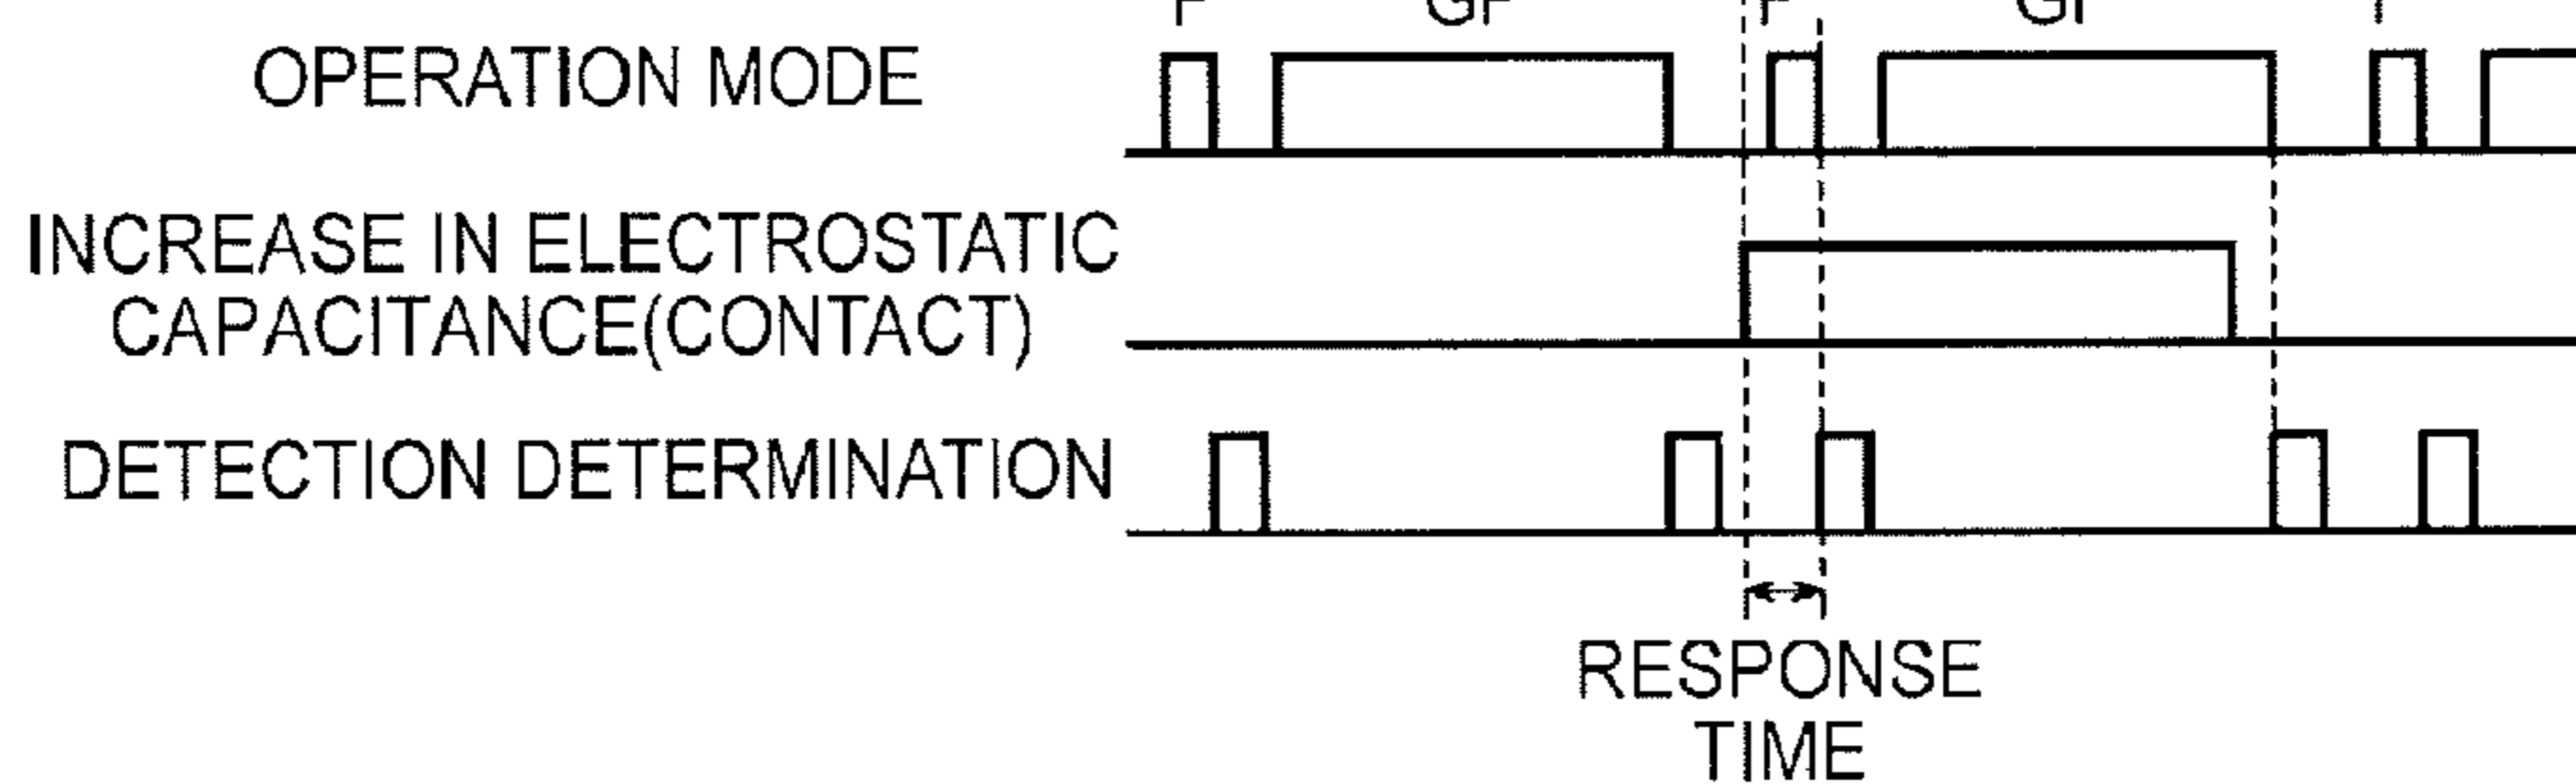 OPERATION MODE
INCREASE IN ELECTROSTATIC
CAPACITANCE(CONTACT)
DETECTION DETERMINATION
RESPONSE
TIME